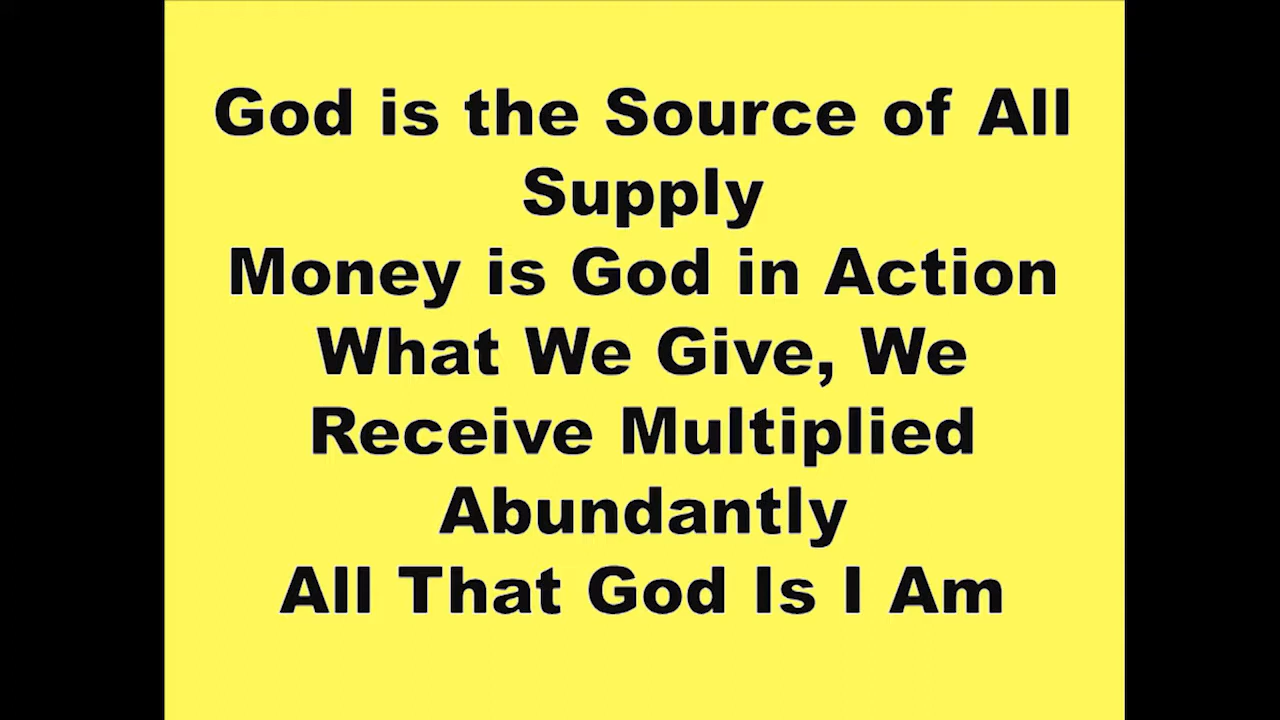 God is the Source of All
Supply
Money is God in Action
What We Give, We
Receive Multiplied
Abundantly
All That God Is I Am